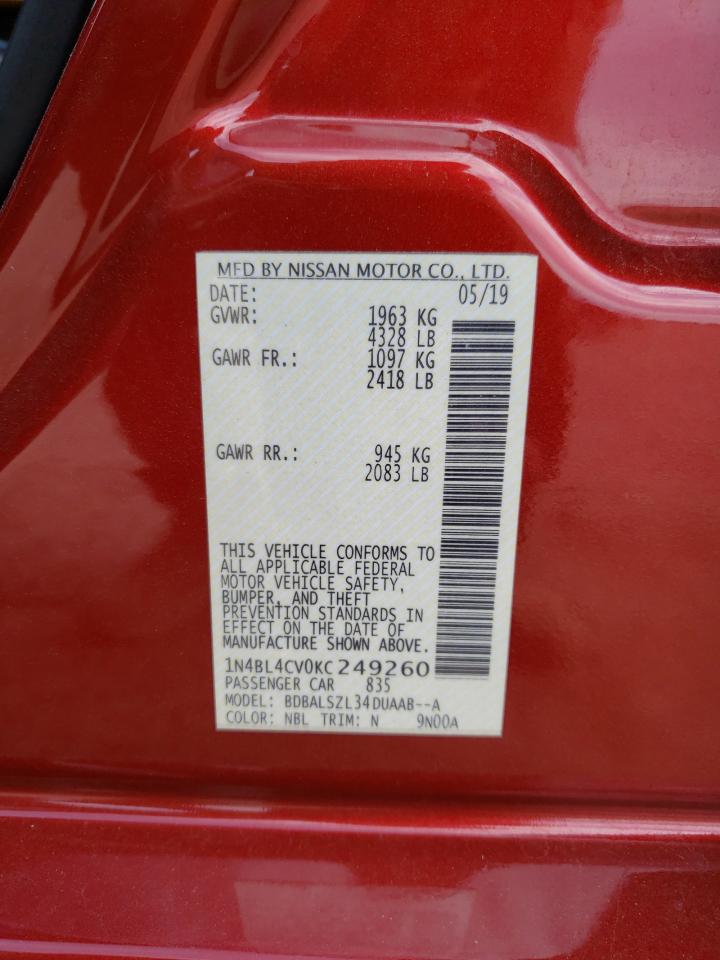 MFD BY NISSAN MOTOR CO., LTD.
DATE: 05/19
GVWR: 1963 KG
4328 LB
GAWR FR.: 1097 KG
2418 LB
GAWR RR.: 945 KG
2083 LB
THIS VEHICLE CONFORMS TO
ALL APPLICABLE FEDERAL
MOTOR VEHICLE SAFETY,
BUMPER, AND THEFT
PREVENTION STANDARDS IN
EFFECT ON THE DATE OF
MANUFACTURE SHOWN ABOVE.
1N4BL4CV0KC249260
PASSENGER CAR 835
MODEL: BDBALSZL34DUAAB--A
COLOR: NBL TRIM: N 9N00A